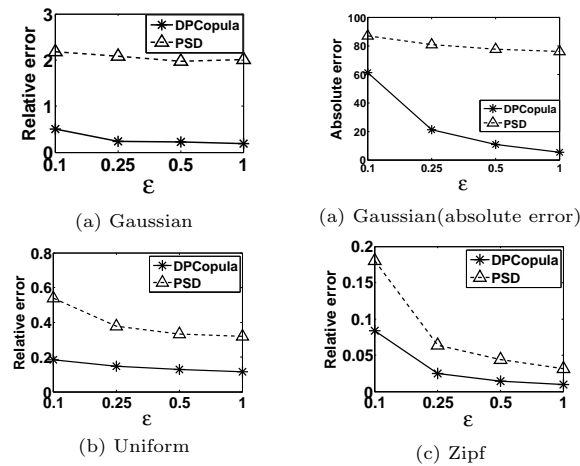 3
2
1
0
Relative error
DPCopula
PSD
0.1 0.25 0.5 1
ε
(a) Gaussian
100
80
60
40
20
0
Absolute error
DPCopula
PSD
0.1 0.25 0.5 1
ε
(a) Gaussian(absolute error)
0.8
0.6
0.4
0.2
0
Relative error
DPCopula
PSD
0.1 0.25 0.5 1
ε
(b) Uniform
0.2
0.15
0.1
0.05
0
Relative error
DPCopula
PSD
0.1 0.25 0.5 1
ε
(c) Zipf